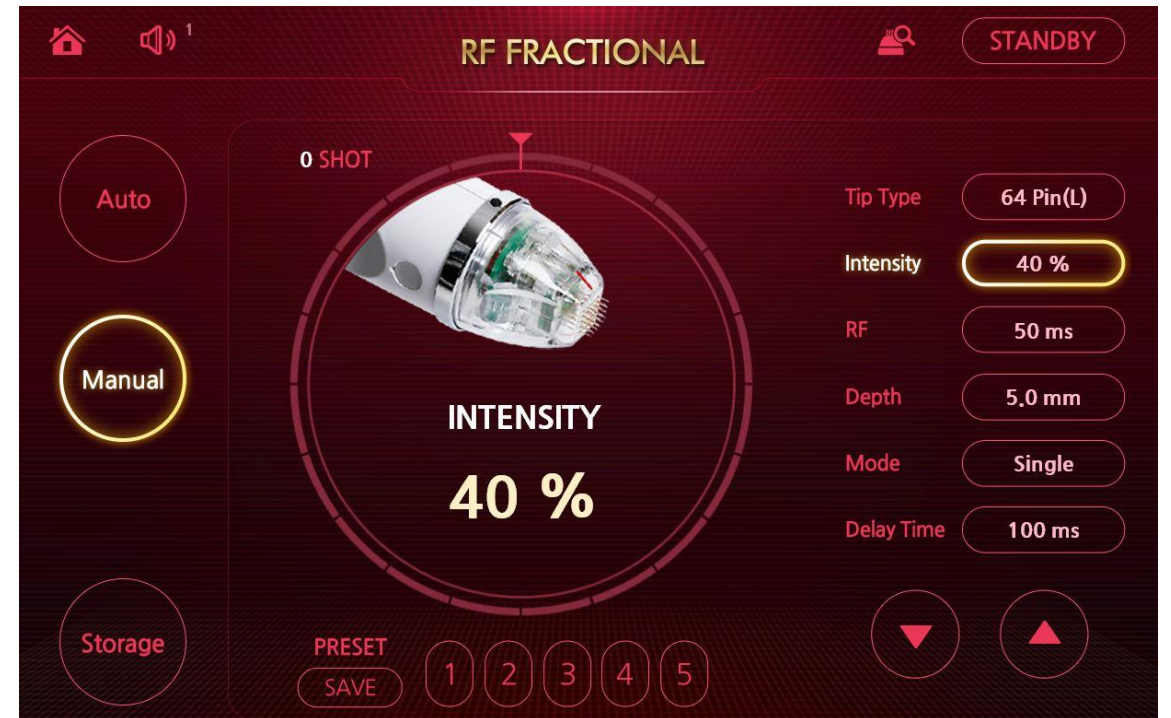 1
RF FRACTIONAL
STANDBY
0 SHOT
Auto
Manual
Storage
INTENSITY
40 %
Tip Type 64 Pin(L)
Intensity 40 %
RF 50 ms
Depth 5.0 mm
Mode Single
Delay Time 100 ms
PRESET
SAVE
1 2 3 4 5